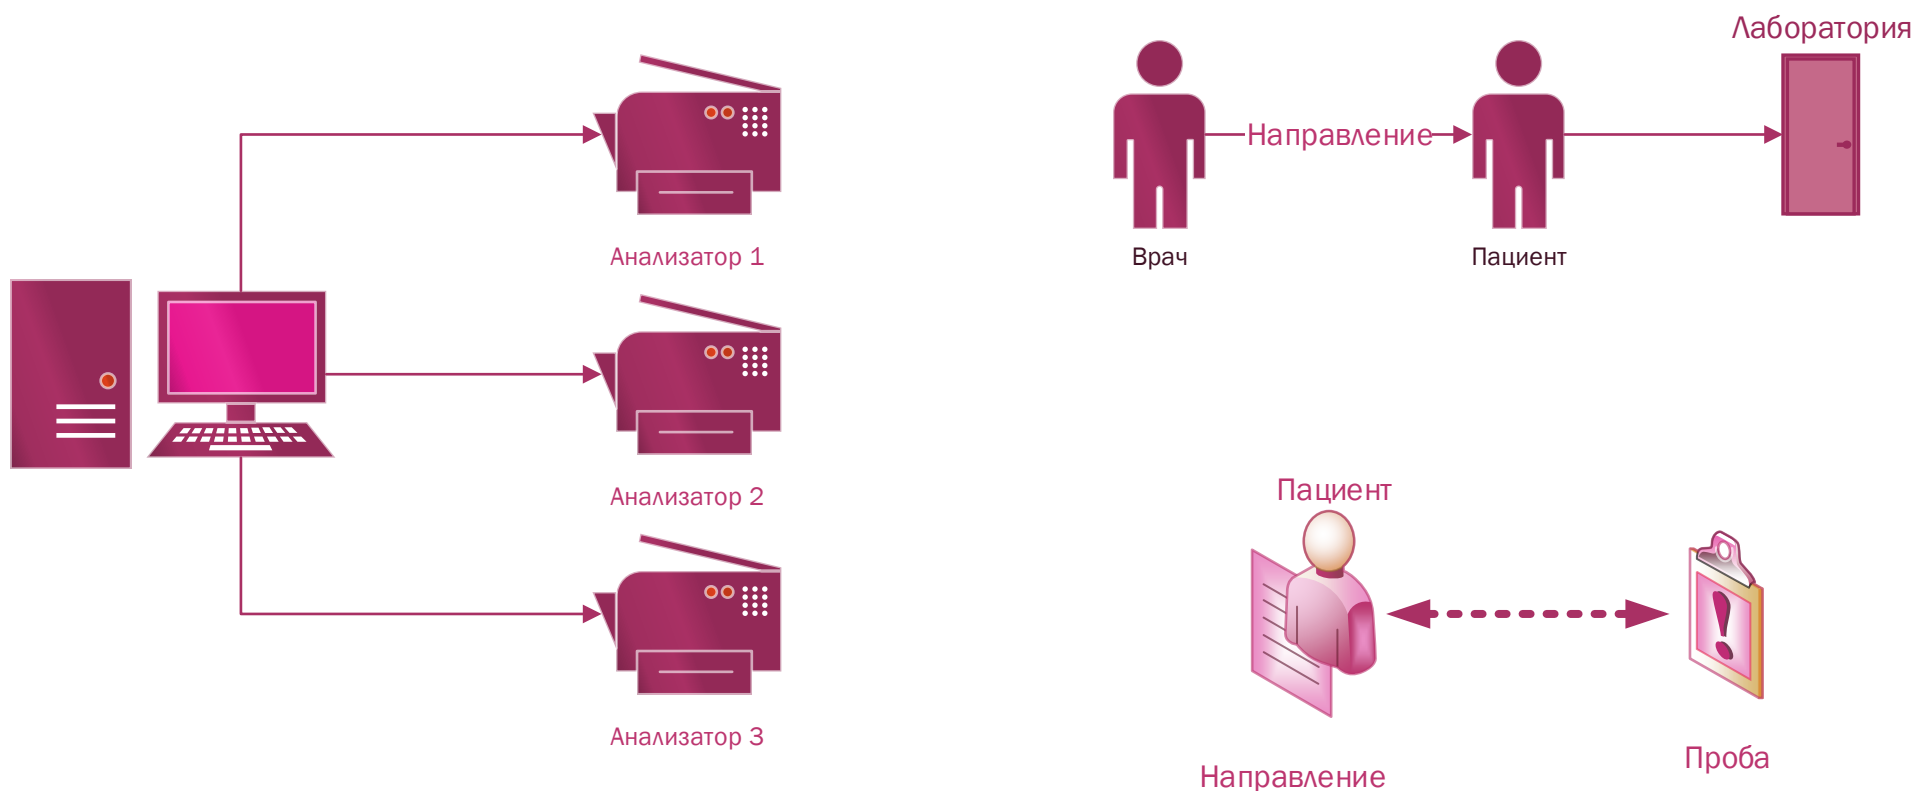 Анализатор 1
Анализатор 2
Анализатор 3
Лаборатория
Направление
Врач
Пациент
Пациент
Направление
Проба